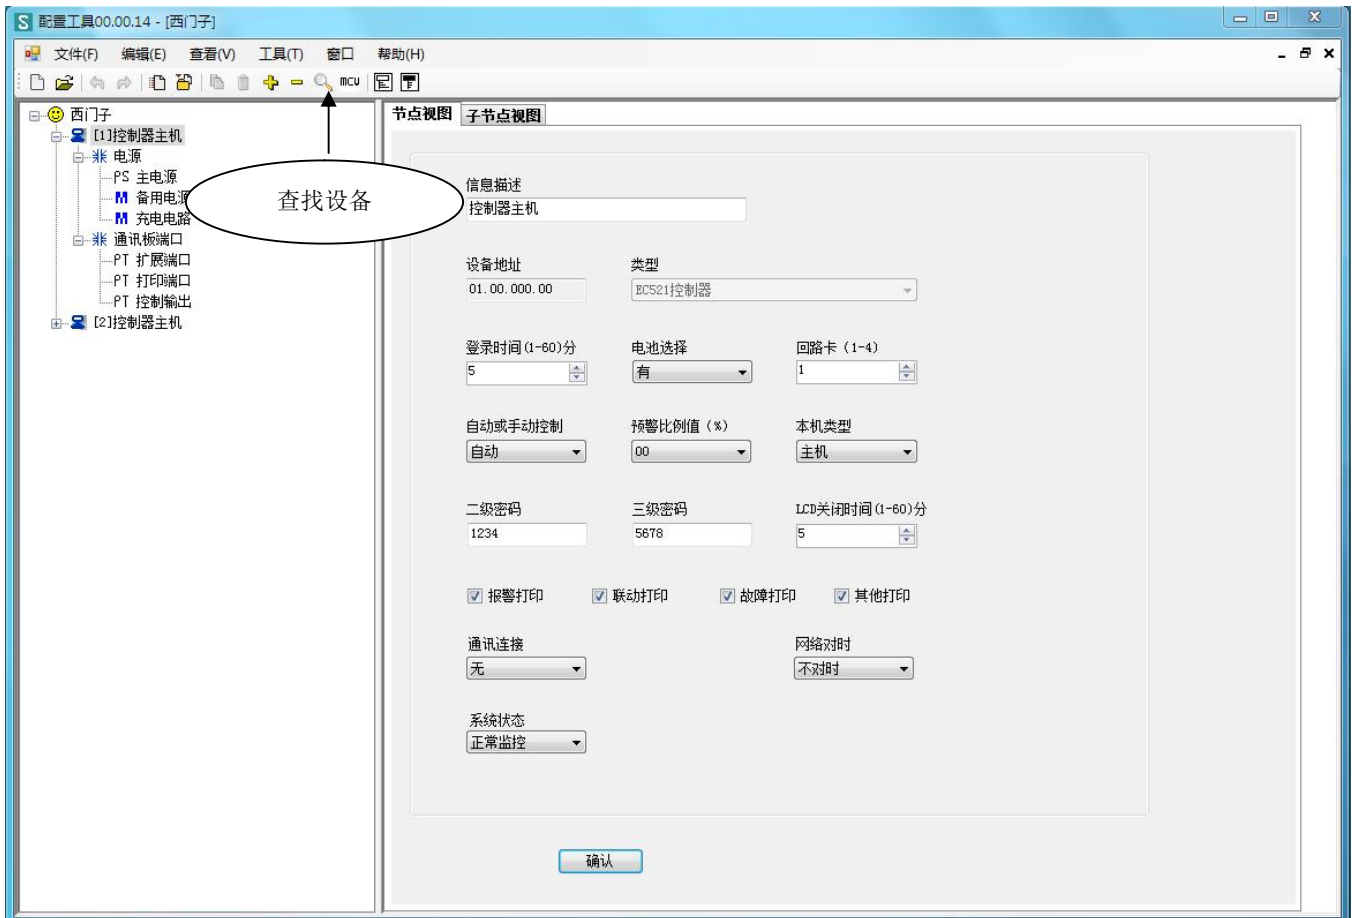 S 配置工具00.00.14 - [西门子]
文件(F) 编辑(E) 查看(V) 工具(T) 窗口 帮助(H)
MCU
西门子
[1]控制器主机
电源
PS 主电源
M 备用电源
M 充电电路
通讯板端口
PT 扩展端口
PT 打印端口
PT 控制输出
[2]控制器主机
查找设备
节点视图 子节点视图
信息描述
控制器主机
设备地址 类型
01.00.000.00 EC521控制器
登录时间(1-60)分 电池选择 回路卡（1-4）
5 有 1
自动或手动控制 预警比例值（%） 本机类型
自动 00 主机
二级密码 三级密码 LCD关闭时间(1-60)分
1234 5678 5
报警打印 联动打印 故障打印 其他打印
通讯连接 网络对时
无 不对时
系统状态
正常监控
确认